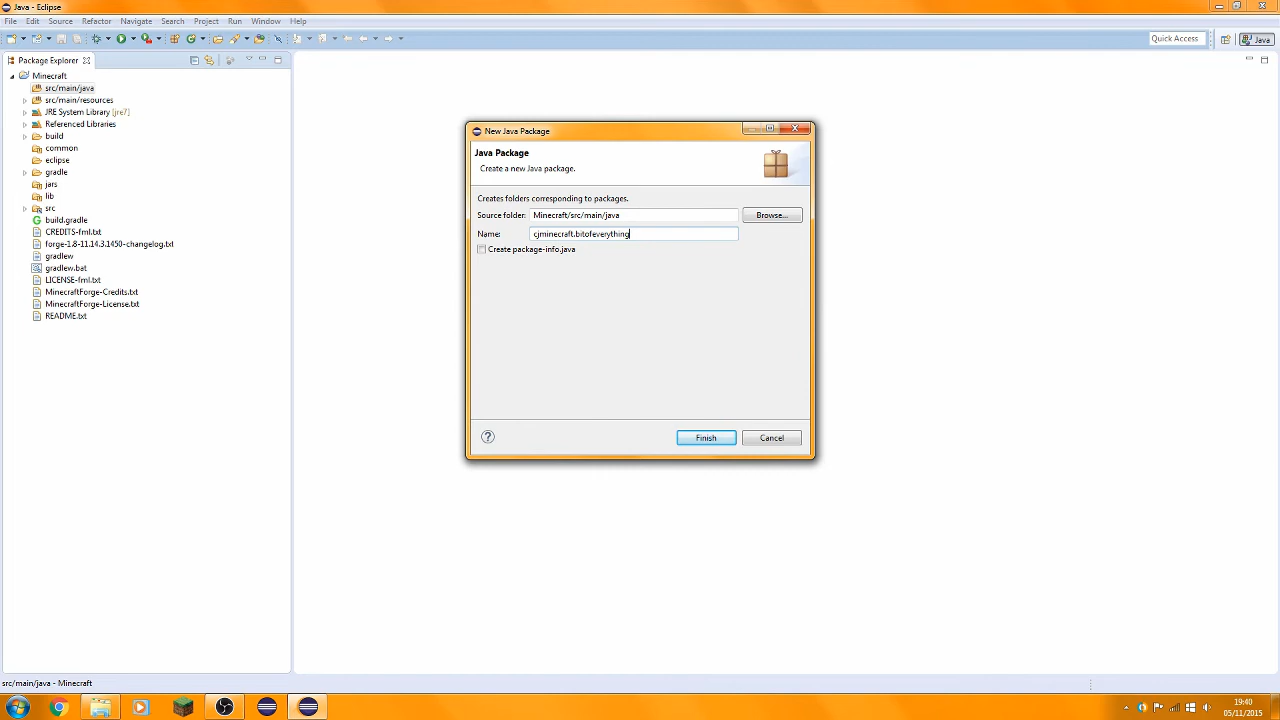 Java - Eclipse
File Edit Source Refactor Navigate Search Project Run Window Help
Quick Access
Java
Package Explorer
Minecraft
src/main/java
src/main/resources
JRE System Library [jre7]
Referenced Libraries
build
common
eclipse
gradle
jars
lib
src
build.gradle
CREDITS-fml.txt
forge-1.8-11.14.3.1450-changelog.txt
gradlew
gradlew.bat
LICENSE-fml.txt
MinecraftForge-Credits.txt
MinecraftForge-License.txt
README.txt
New Java Package
Java Package
Create a new Java package.
Creates folders corresponding to packages.
Source folder: Minecraft/src/main/java Browse...
Name: cjminecraft.bitofeverything
Create package-info.java
? Finish Cancel
src/main/java - Minecraft
19:40
05/11/2015